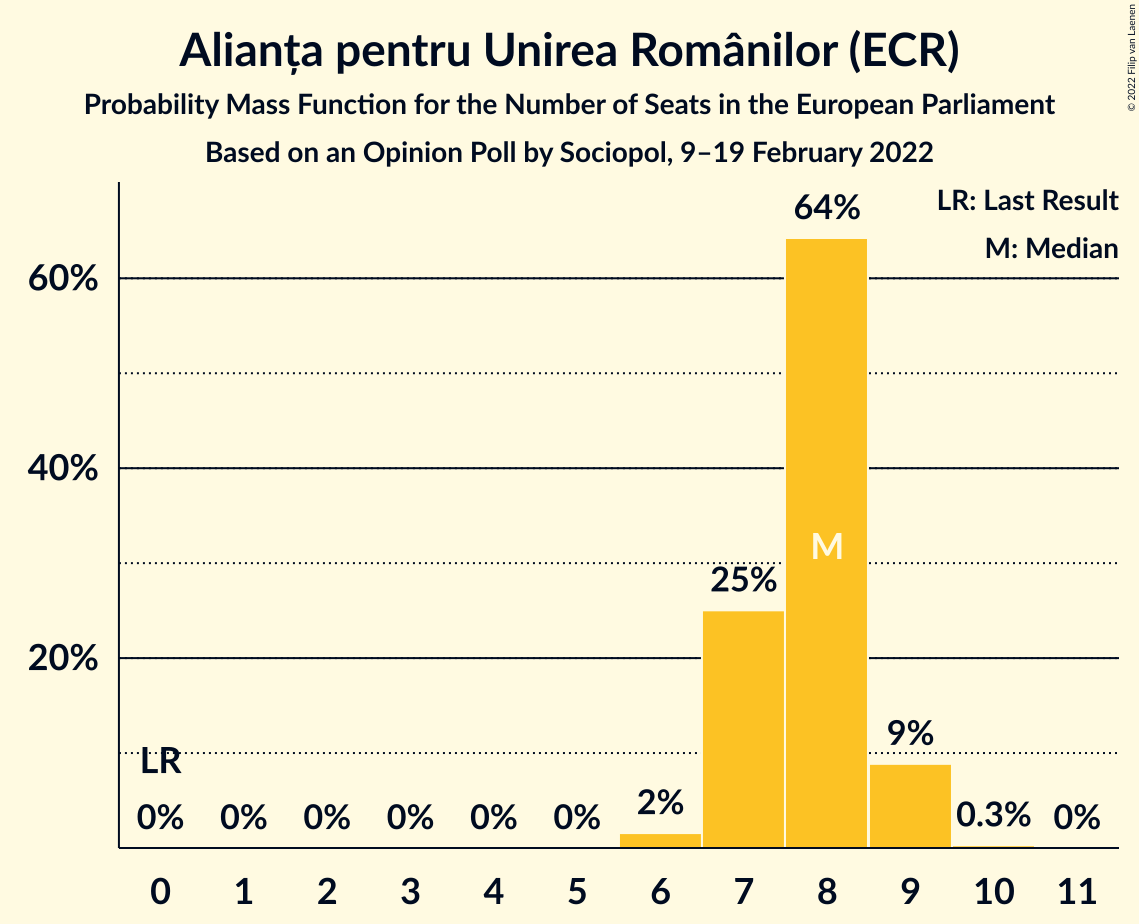 Alianța pentru Unirea Românilor (ECR)
Probability Mass Function for the Number of Seats in the European Parliament
Based on an Opinion Poll by Sociopol, 9–19 February 2022
© 2022 Filip van Laenen
LR: Last Result
M: Median
60%
40%
20%
64%
M
25%
9%
LR
0% 0% 0% 0% 0% 0% 2% 0.3% 0%
0 1 2 3 4 5 6 7 8 9 10 11